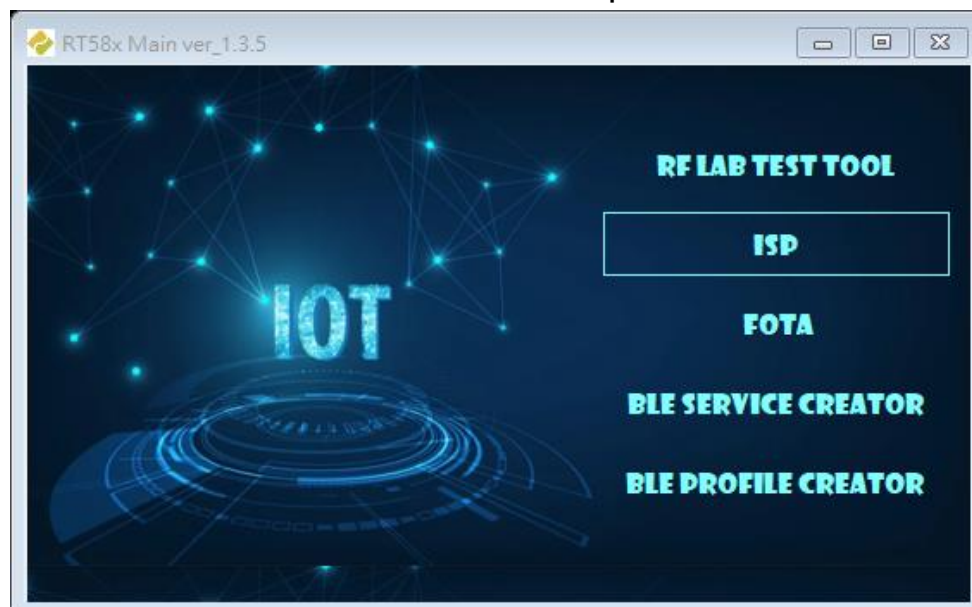 RT58x Main ver_1.3.5
RF LAB TEST TOOL
ISP
FOTA
IOT
BLE SERVICE CREATOR
BLE PROFILE CREATOR